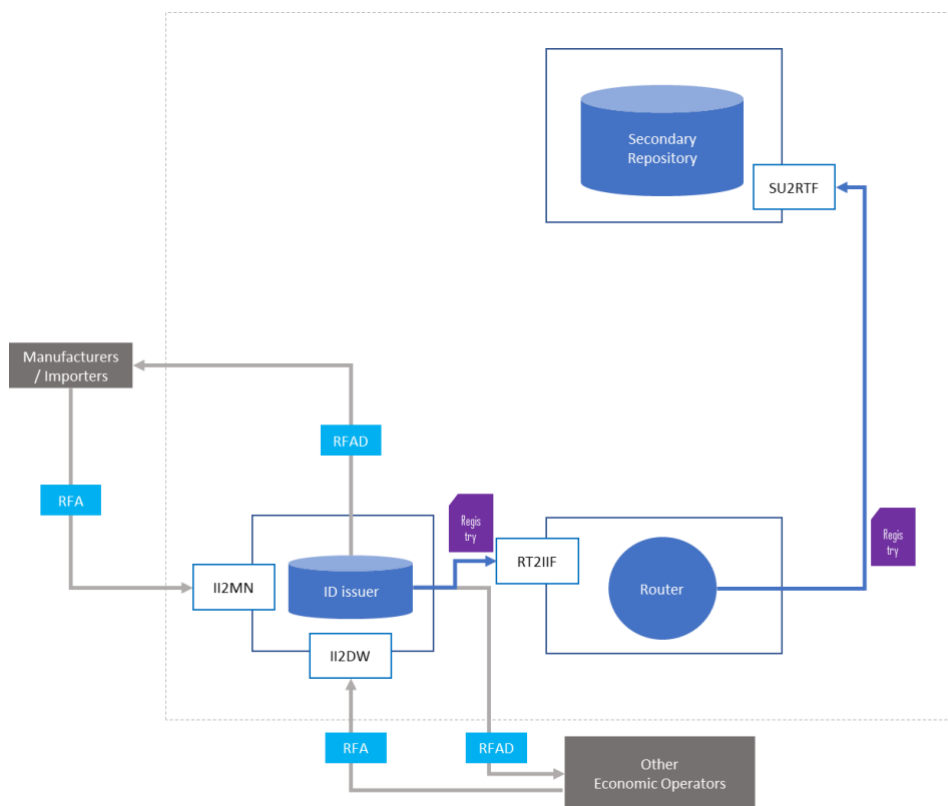 Secondary
Repository
SU2RTF
Manufacturers
/ Importers
RFAD
RFA
Regis
try
Regis
try
II2MN
ID issuer
RT2IIF
Router
II2DW
RFA
RFAD
Other
Economic Operators